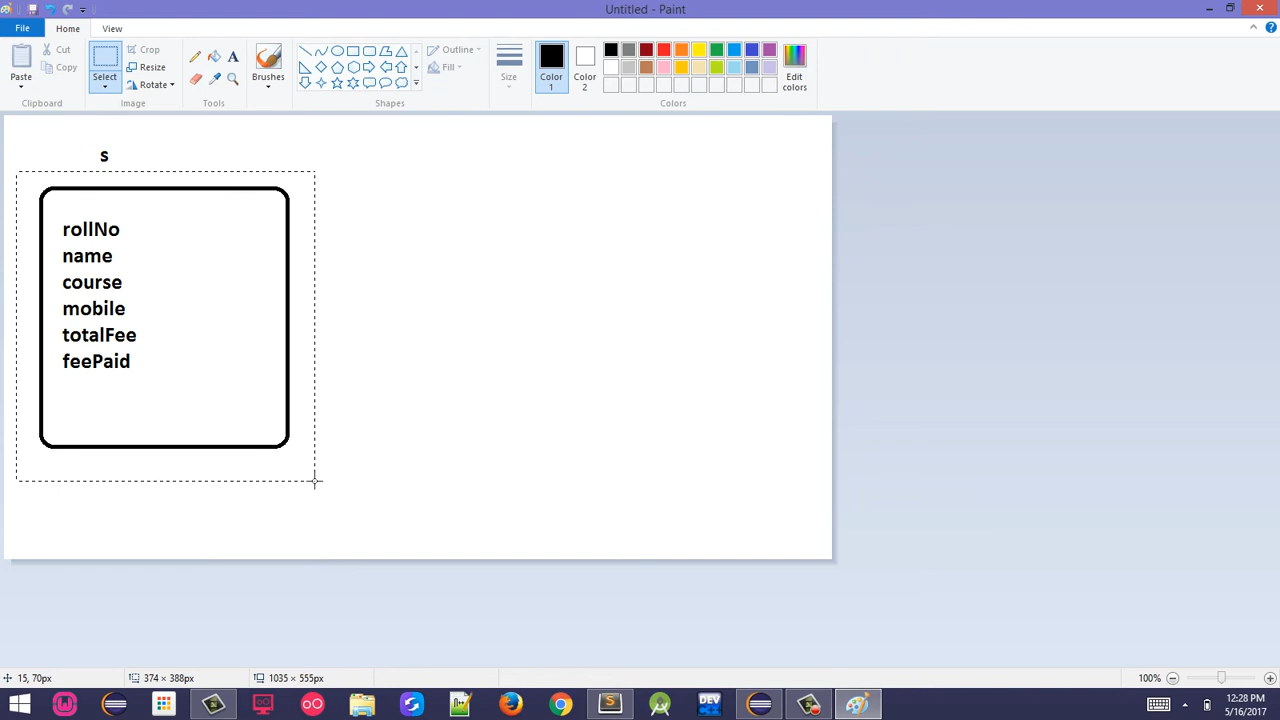 Untitled - Paint
File
Home
View
Paste
Cut
Copy
Clipboard
Select
Crop
Resize
Rotate
Image
A
Tools
Brushes
Outline
Fill
Shapes
Size
Color
1
Color
2
Edit
colors
Colors
s
rollNo
name
course
mobile
totalFee
feePaid
15, 70px
374 × 388px
1035 × 555px
100%
DEV
12:28 PM
5/16/2017